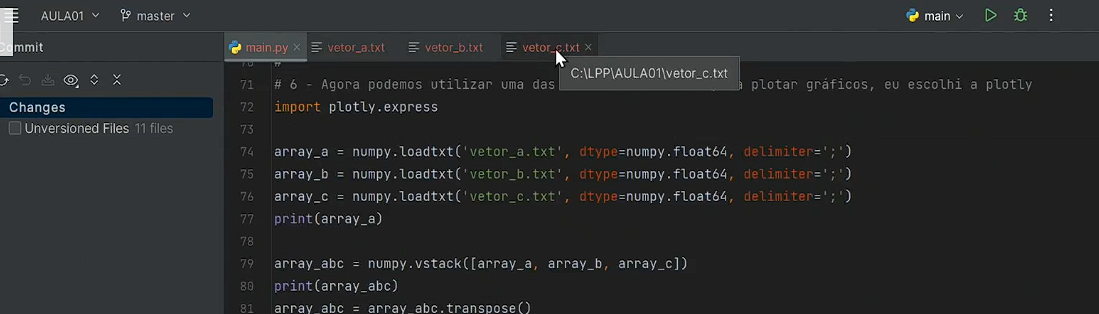 AULA01 master main
Commit
main.py vetor_a.txt vetor_b.txt vetor_c.txt
C:\LPP\AULA01\vetor_c.txt
Changes
Unversioned Files 11 files
70 #
71 # 6 - Agora podemos utilizar uma das plotar gráficos, eu escolhi a plotly
72 import plotly.express
73
74 array_a = numpy.loadtxt('vetor_a.txt', dtype=numpy.float64, delimiter=';')
75 array_b = numpy.loadtxt('vetor_b.txt', dtype=numpy.float64, delimiter=';')
76 array_c = numpy.loadtxt('vetor_c.txt', dtype=numpy.float64, delimiter=';')
77 print(array_a)
78
79 array_abc = numpy.vstack([array_a, array_b, array_c])
80 print(array_abc)
81 array_abc = array_abc.transpose()